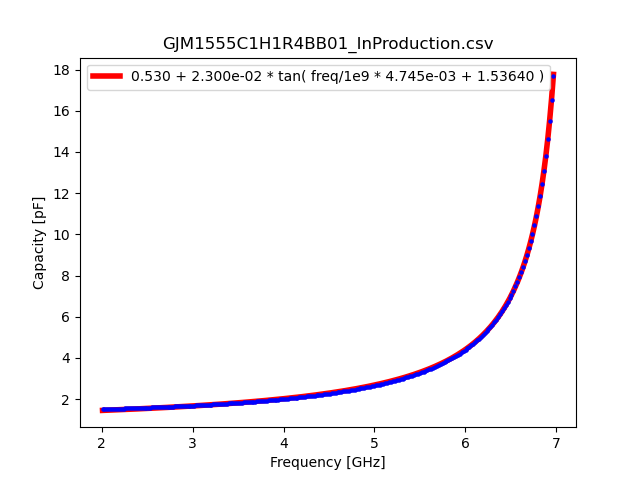 GJM1555C1H1R4BB01_InProduction.csv
0.530 + 2.300e-02 * tan( freq/1e9 * 4.745e-03 + 1.53640 )
18
16
14
12
10
8
6
4
2
Capacity [pF]
2 3 4 5 6 7
Frequency [GHz]